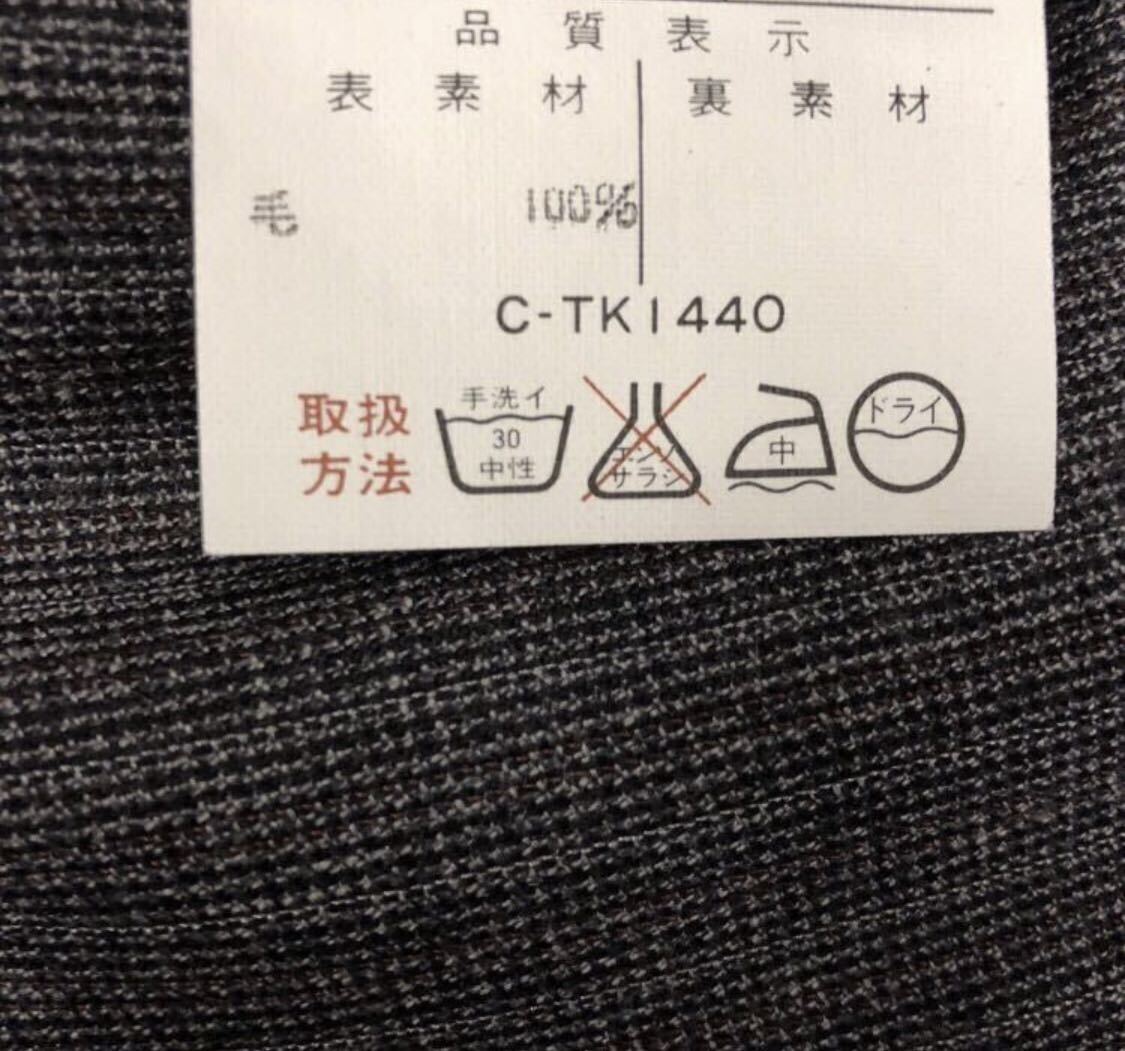 品質表示
表素材 裏素材
毛 100%
C-TK1440
取扱方法
手洗イ
30
中性
エンソ
サラシ
中
ドライ